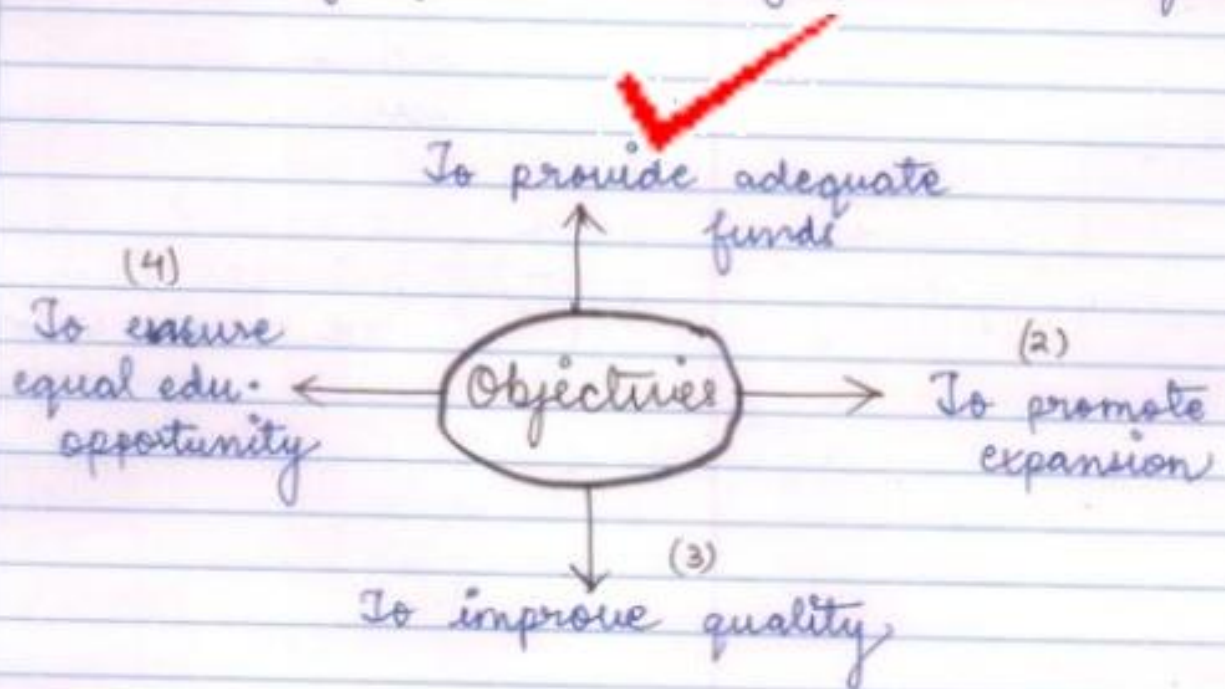 To provide adequate
funds
(4)
To ensure
equal edu.
opportunity
Objectives
(2)
To promote
expansion
(3)
To improve quality